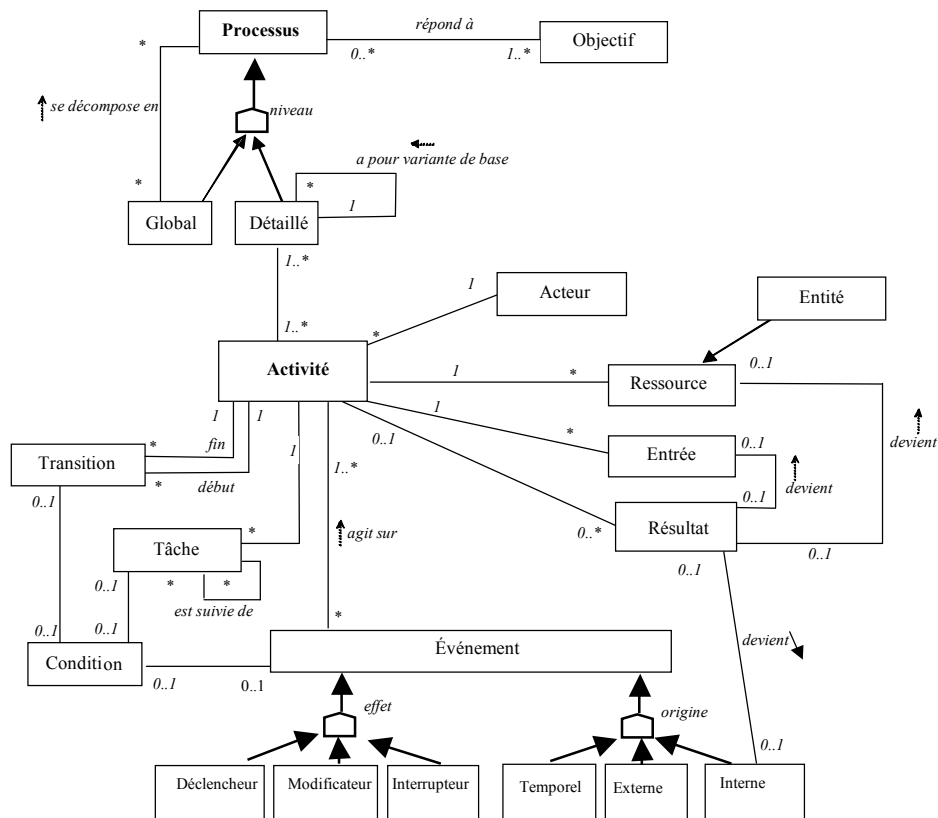 Processus
répond à
Objectif
*
0..*
1..*
se décompose en
niveau
a pour variante de base
*
*
1
Global
Détaillé
1..*
1
Acteur
Entité
1..*
*
Activité
0..1
1
*
Ressource
1
1
1
0..1
*
fin
1
*
Entrée
0..1
devient
Transition
*
début
1..*
devient
0..1
0..1
0..*
Résultat
*
agit sur
Tâche
0..1
0..1
*
*
0..1
est suivie de
0..1
0..1
*
Événement
devient
Condition
0..1
0..1
effet
origine
0..1
Déclencheur
Modificateur
Interrupteur
Temporel
Externe
Interne